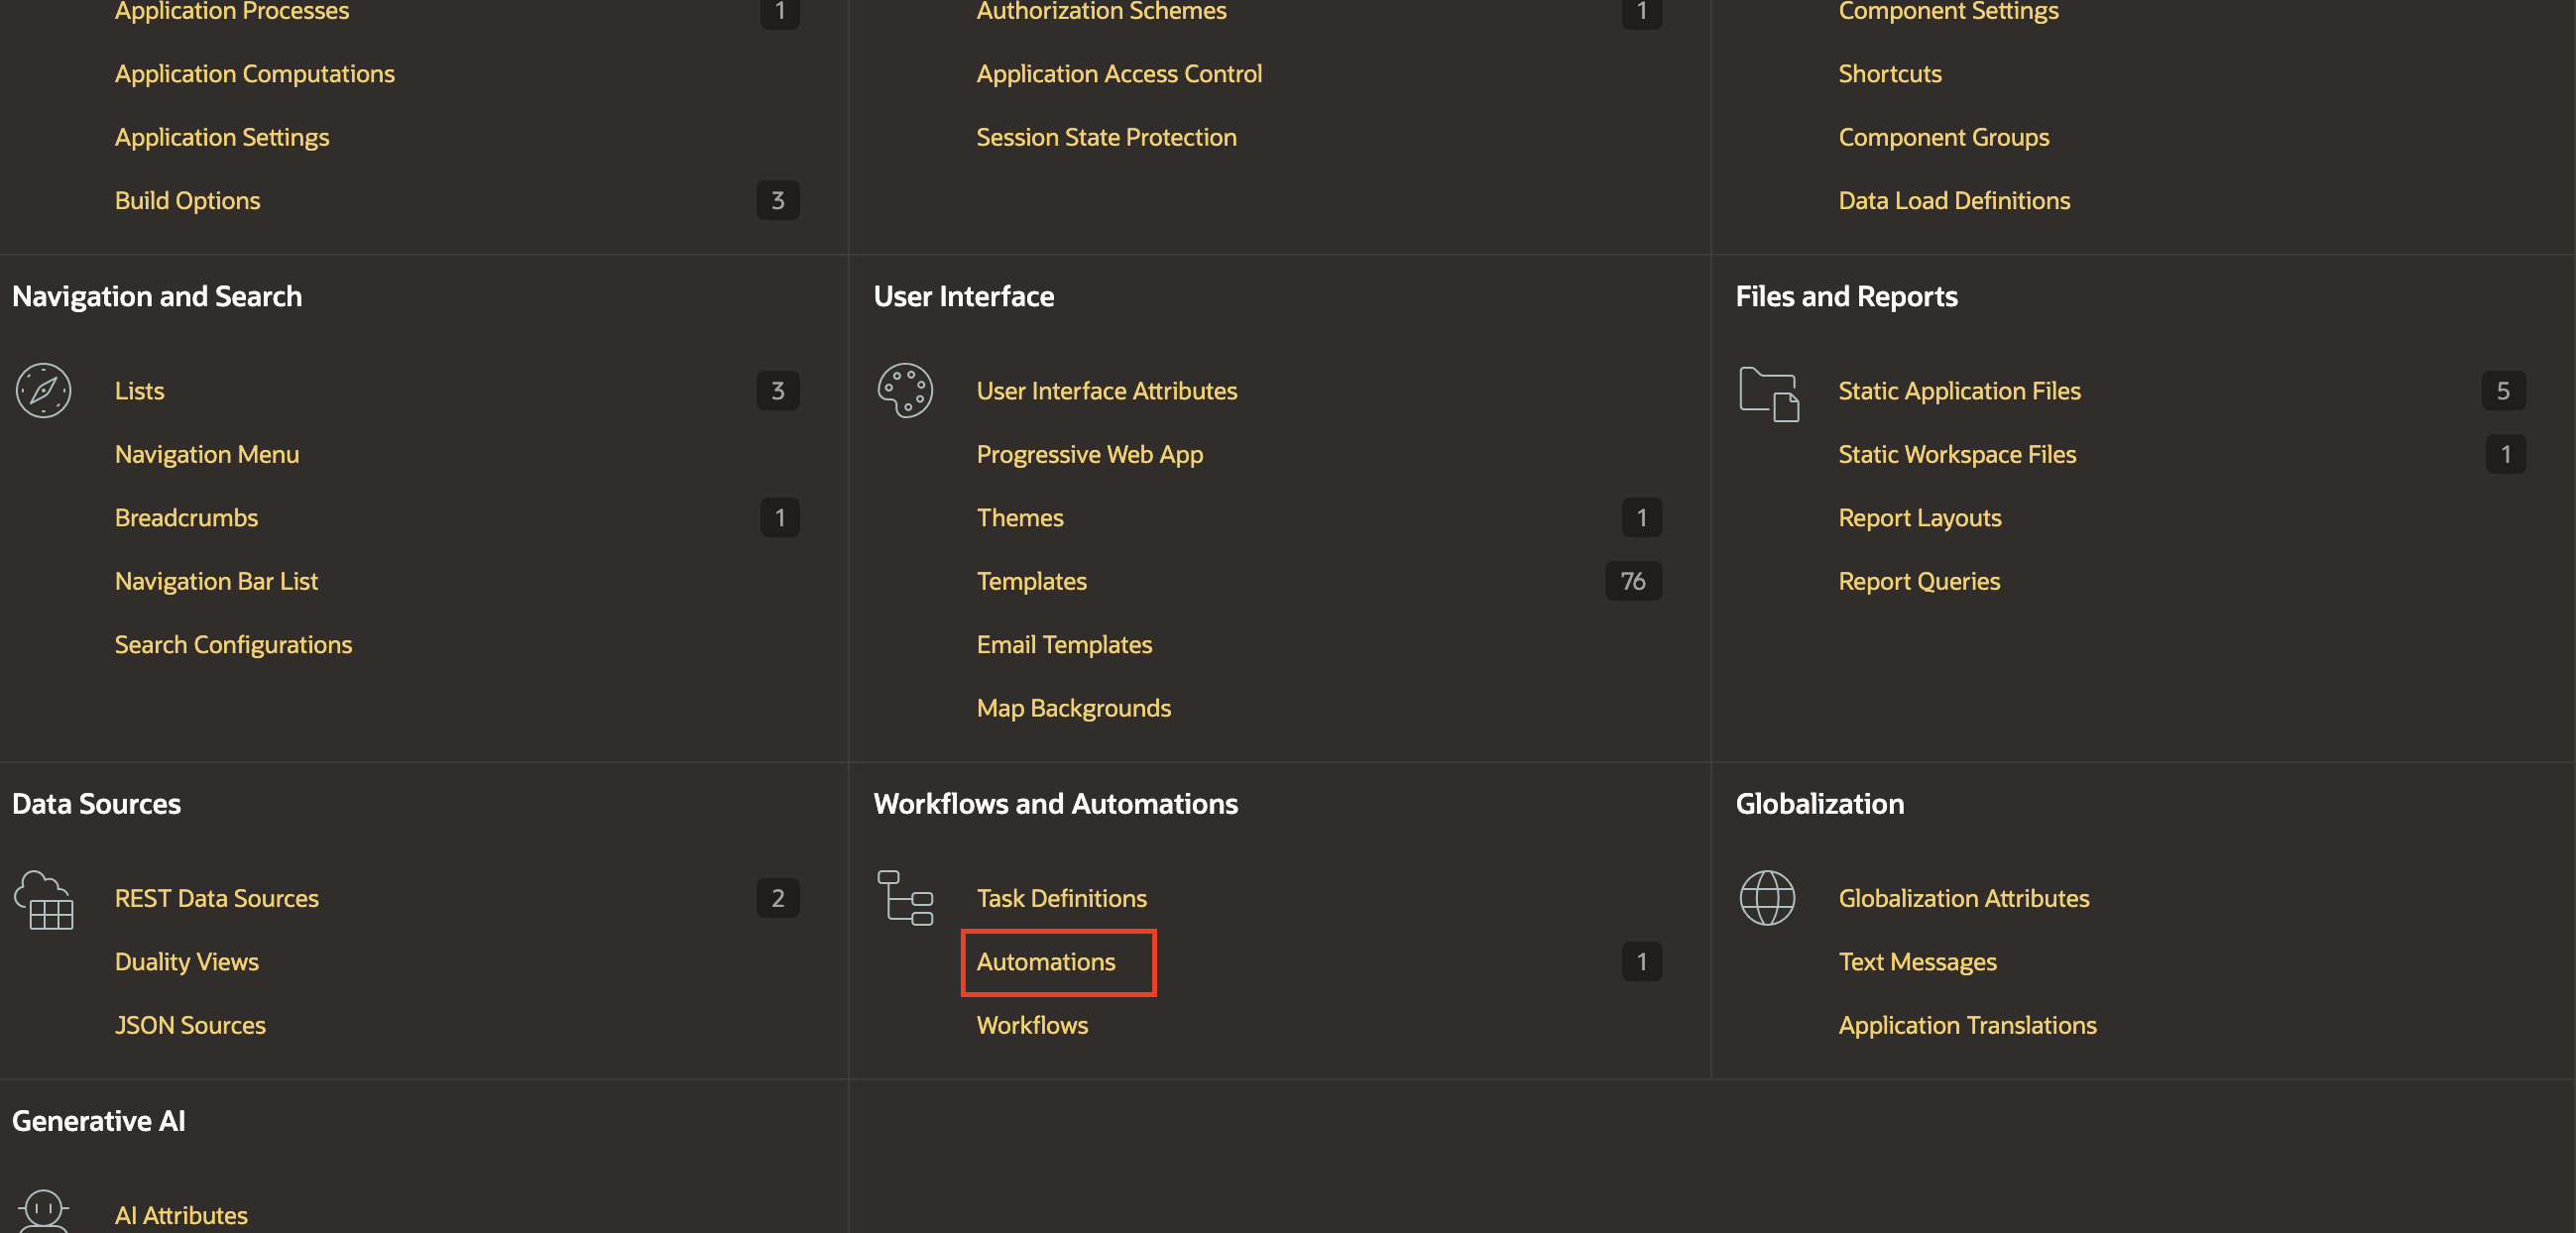 Application Processes 1
Application Computations
Application Settings
Build Options 3
Authorization Schemes 1
Application Access Control
Session State Protection
Component Settings
Shortcuts
Component Groups
Data Load Definitions
Navigation and Search
Lists 3
Navigation Menu
Breadcrumbs 1
Navigation Bar List
Search Configurations
User Interface
User Interface Attributes
Progressive Web App
Themes 1
Templates 76
Email Templates
Map Backgrounds
Files and Reports
Static Application Files 5
Static Workspace Files 1
Report Layouts
Report Queries
Data Sources
REST Data Sources 2
Duality Views
JSON Sources
Workflows and Automations
Task Definitions
Automations 1
Workflows
Globalization
Globalization Attributes
Text Messages
Application Translations
Generative AI
AI Attributes